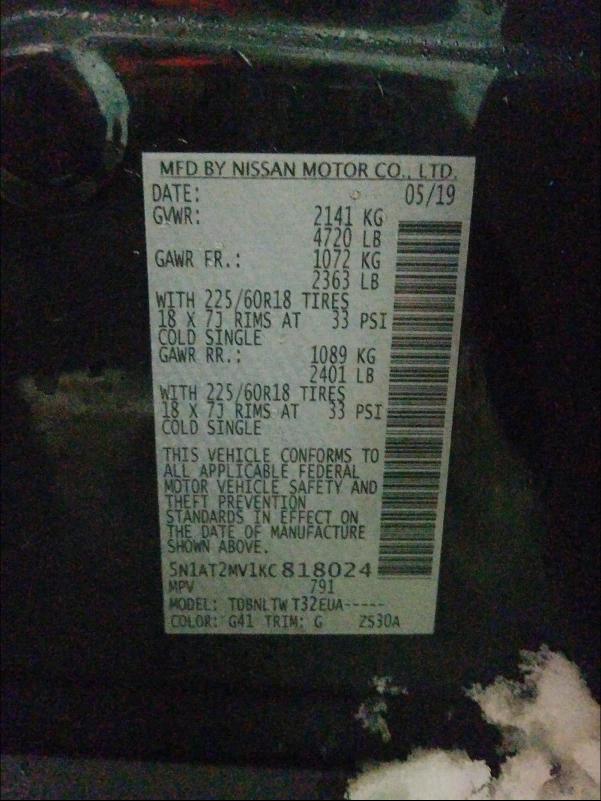 MFD BY NISSAN MOTOR CO., LTD.
DATE: 05/19
GVWR: 2141 KG
4720 LB
GAWR FR.: 1072 KG
2363 LB
WITH 225/60R18 TIRES
18 X 7J RIMS AT 33 PSI
COLD SINGLE
GAWR RR.: 1089 KG
2401 LB
WITH 225/60R18 TIRES
18 X 7J RIMS AT 33 PSI
COLD SINGLE
THIS VEHICLE CONFORMS TO
ALL APPLICABLE FEDERAL
MOTOR VEHICLE SAFETY AND
THEFT PREVENTION
STANDARDS IN EFFECT ON
THE DATE OF MANUFACTURE
SHOWN ABOVE.
5N1AT2MV1KC818024
MPV 791
MODEL: TDBNLTW T32EUA-----
COLOR: G41 TRIM: G ZS30A